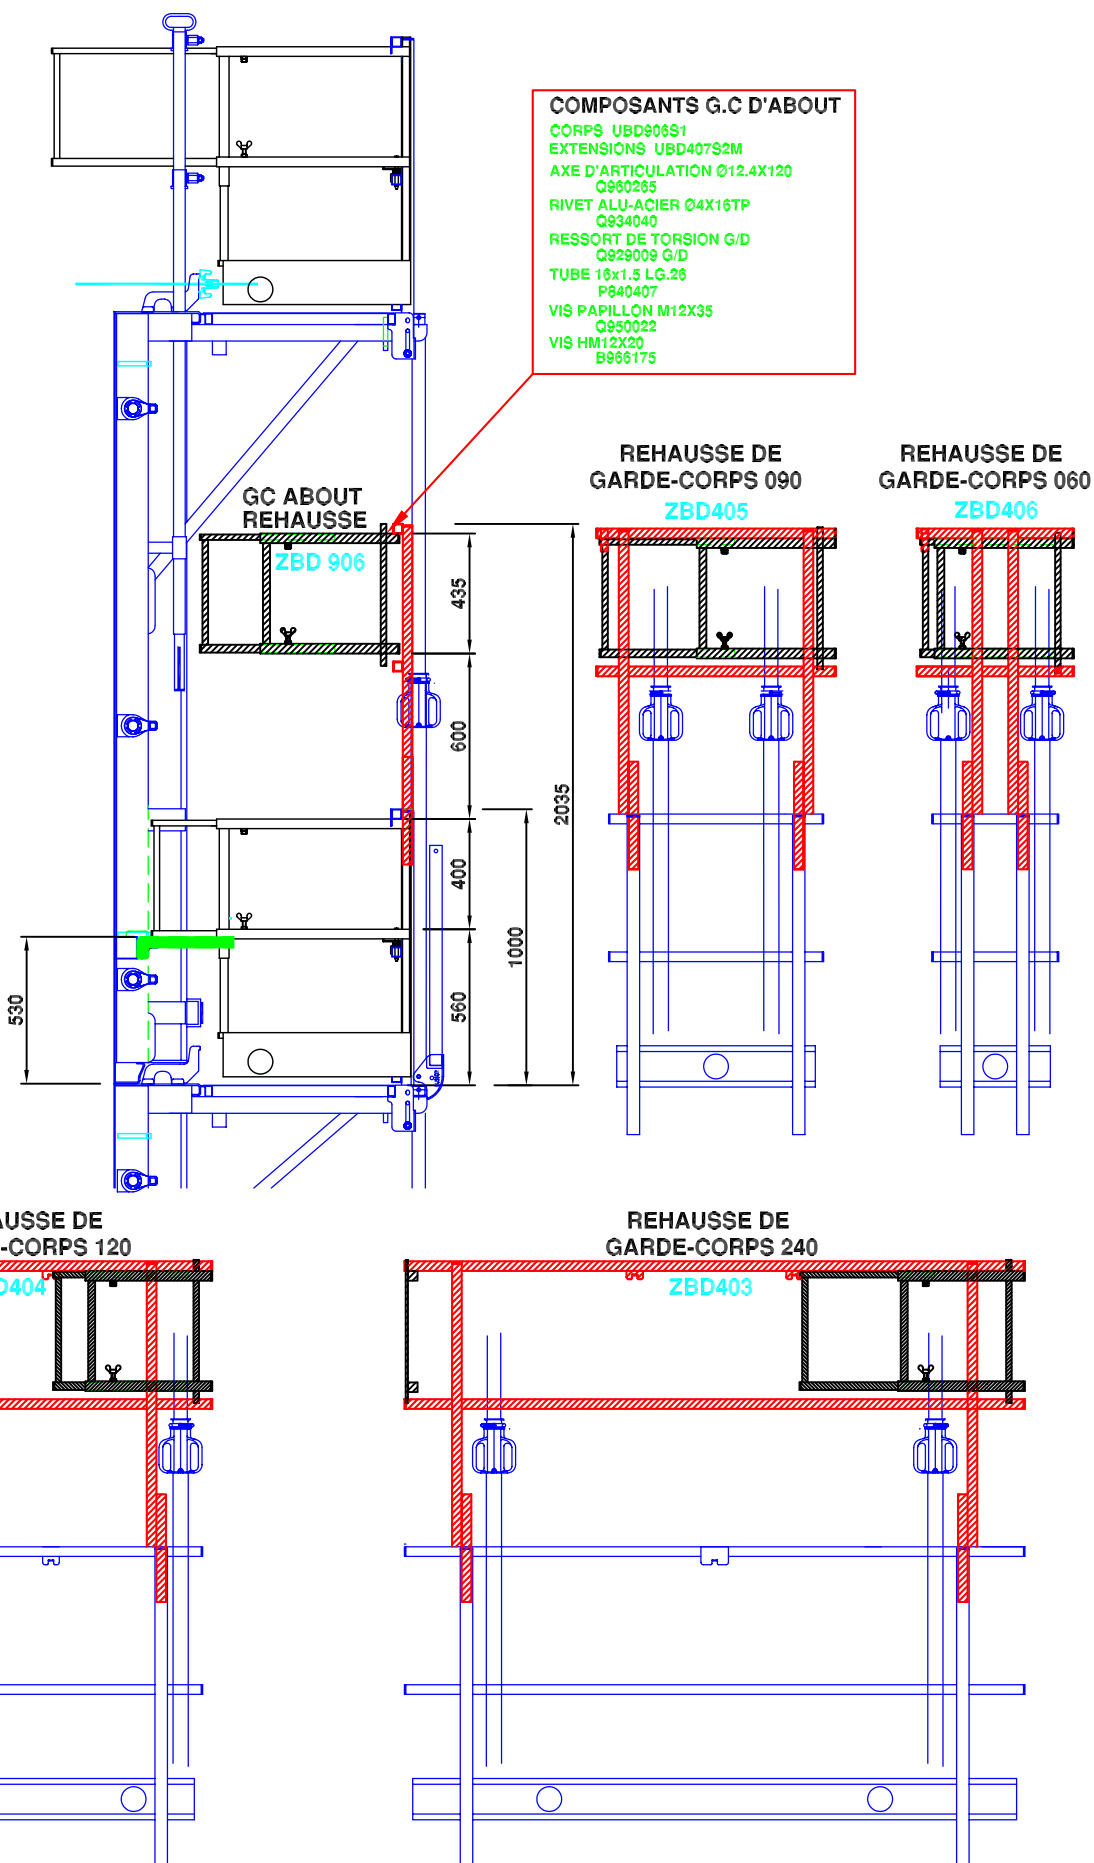 COMPOSANTS G.C D'ABOUT
CORPS UBD906S1
EXTENSIONS UBD407S2M
AXE D'ARTICULATION Ø12.4X120
Q960265
RIVET ALU-ACIER Ø4X16TP
Q934040
RESSORT DE TORSION G/D
Q929009 G/D
TUBE 16x1.5 LG.26
P840407
VIS PAPILLON M12X35
Q950022
VIS HM12X20
B966175
REHAUSSE DE
GARDE-CORPS 090
ZBD405
REHAUSSE DE
GARDE-CORPS 060
ZBD406
GC ABOUT
REHAUSSE
ZBD 906
435
600
400
560
1000
2035
530
AUSSE DE
-CORPS 120
D404
REHAUSSE DE
GARDE-CORPS 240
ZBD403